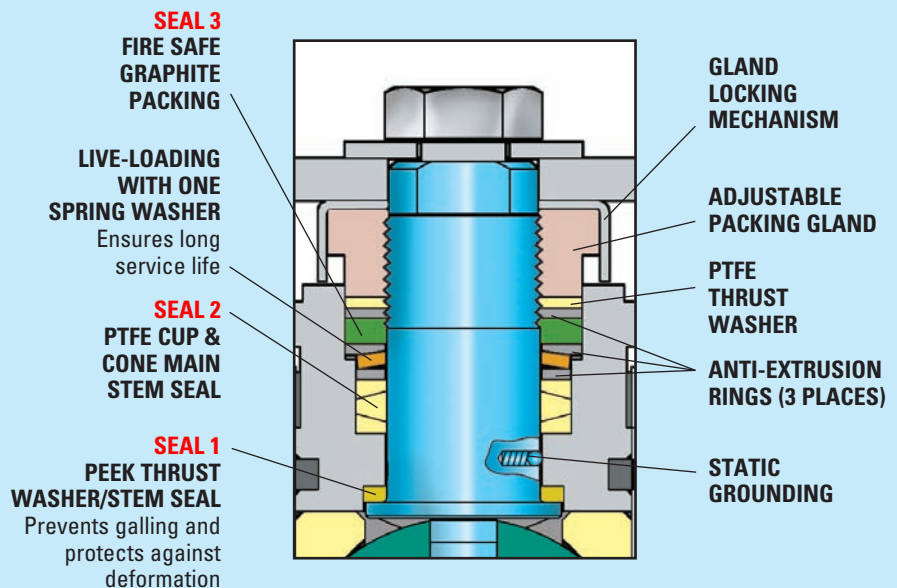 SEAL 3
FIRE SAFE
GRAPHITE
PACKING
LIVE-LOADING
WITH ONE
SPRING WASHER
Ensures long
service life
SEAL 2
PTFE CUP &
CONE MAIN
STEM SEAL
SEAL 1
PEEK THRUST
WASHER/STEM SEAL
Prevents galling and
protects against
deformation
GLAND
LOCKING
MECHANISM
ADJUSTABLE
PACKING GLAND
PTFE
THRUST
WASHER
ANTI-EXTRUSION
RINGS (3 PLACES)
STATIC
GROUNDING